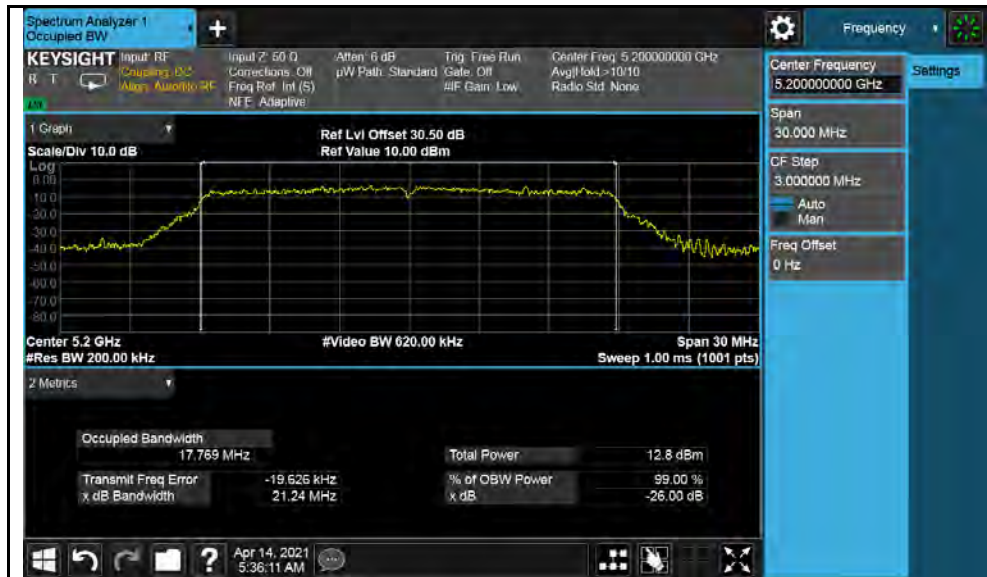 Spectrum Analyzer 1
Occupied BW
+
Frequency
KEYSIGHT
R T
Input: RF
Coupling: DC
Align: Auto/No RF
Input Z: 50 Ω
Corrections: Off
Freq Ref: Int (S)
NFE: Adaptive
Atten: 6 dB
µW Path: Standard
Trig: Free Run
Gate: Off
#IF Gain: Low
Center Freq: 5.200000000 GHz
Avg|Hold:>10/10
Radio Std: None
Center Frequency
5.200000000 GHz
Settings
Span
30.000 MHz
CF Step
3.000000 MHz
Auto
Man
Freq Offset
0 Hz
1 Graph
Scale/Div 10.0 dB
Ref Lvl Offset 30.50 dB
Ref Value 10.00 dBm
Log
0.00
-10.0
-20.0
-30.0
-40.0
-50.0
-60.0
-70.0
-80.0
Center 5.2 GHz
#Video BW 620.00 kHz
Span 30 MHz
#Res BW 200.00 kHz
Sweep 1.00 ms (1001 pts)
2 Metrics
Occupied Bandwidth
17.769 MHz
Total Power
12.8 dBm
Transmit Freq Error
-19.626 kHz
% of OBW Power
99.00 %
x dB Bandwidth
21.24 MHz
x dB
-26.00 dB
?
Apr 14, 2021
5:36:11 AM